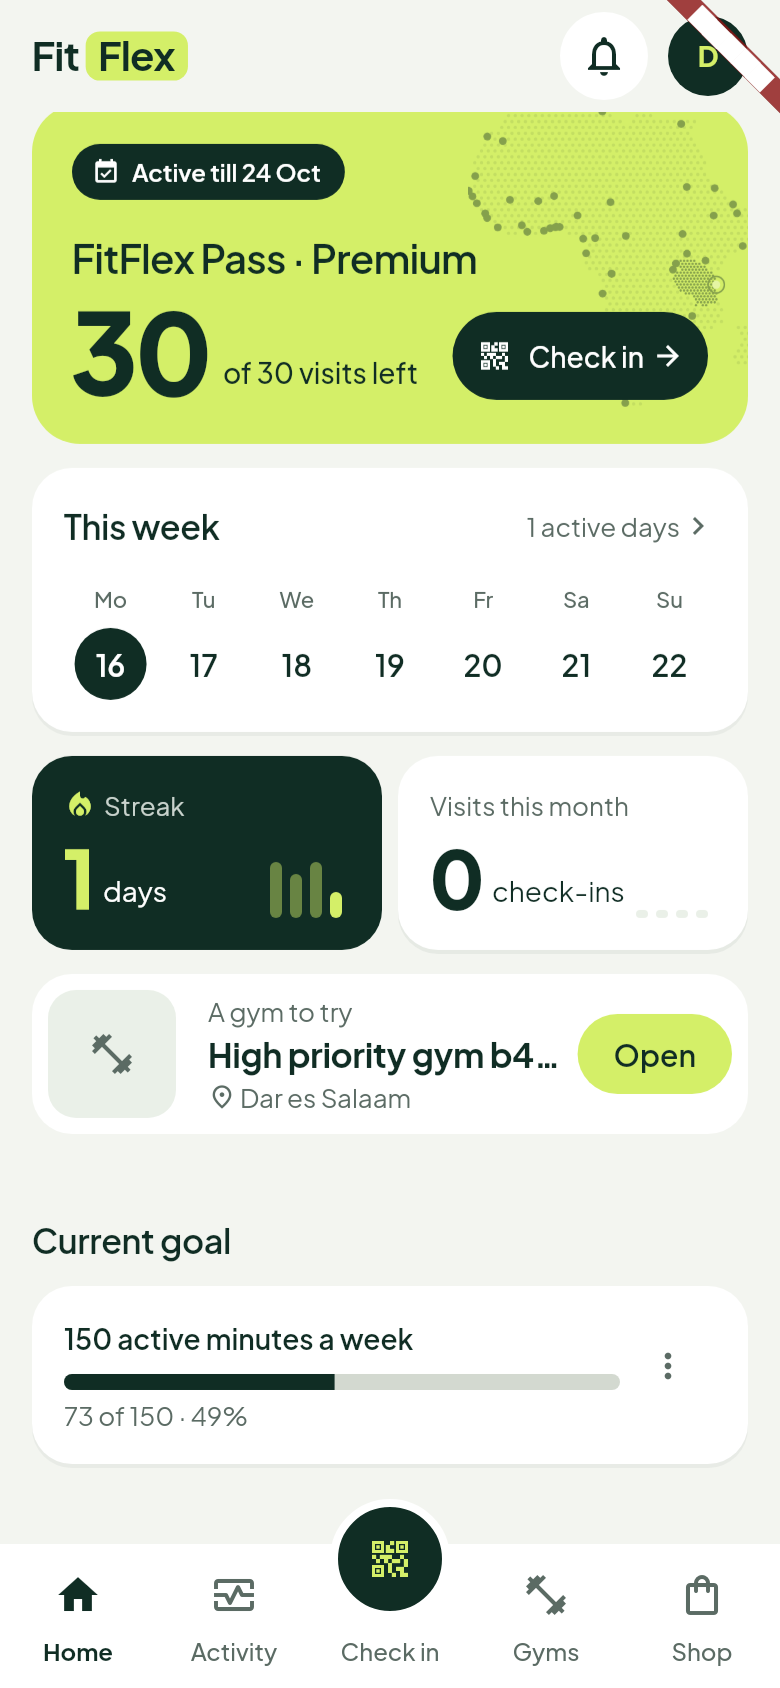 Fit Flex
D
Active till 24 Oct
FitFlex Pass · Premium
30 of 30 visits left
Check in
This week
1 active days
Mo Tu We Th Fr Sa Su
16 17 18 19 20 21 22
Streak
1 days
Visits this month
0 check-ins
A gym to try
High priority gym b4...
Dar es Salaam
Open
Current goal
150 active minutes a week
73 of 150 · 49%
Home Activity Check in Gyms Shop